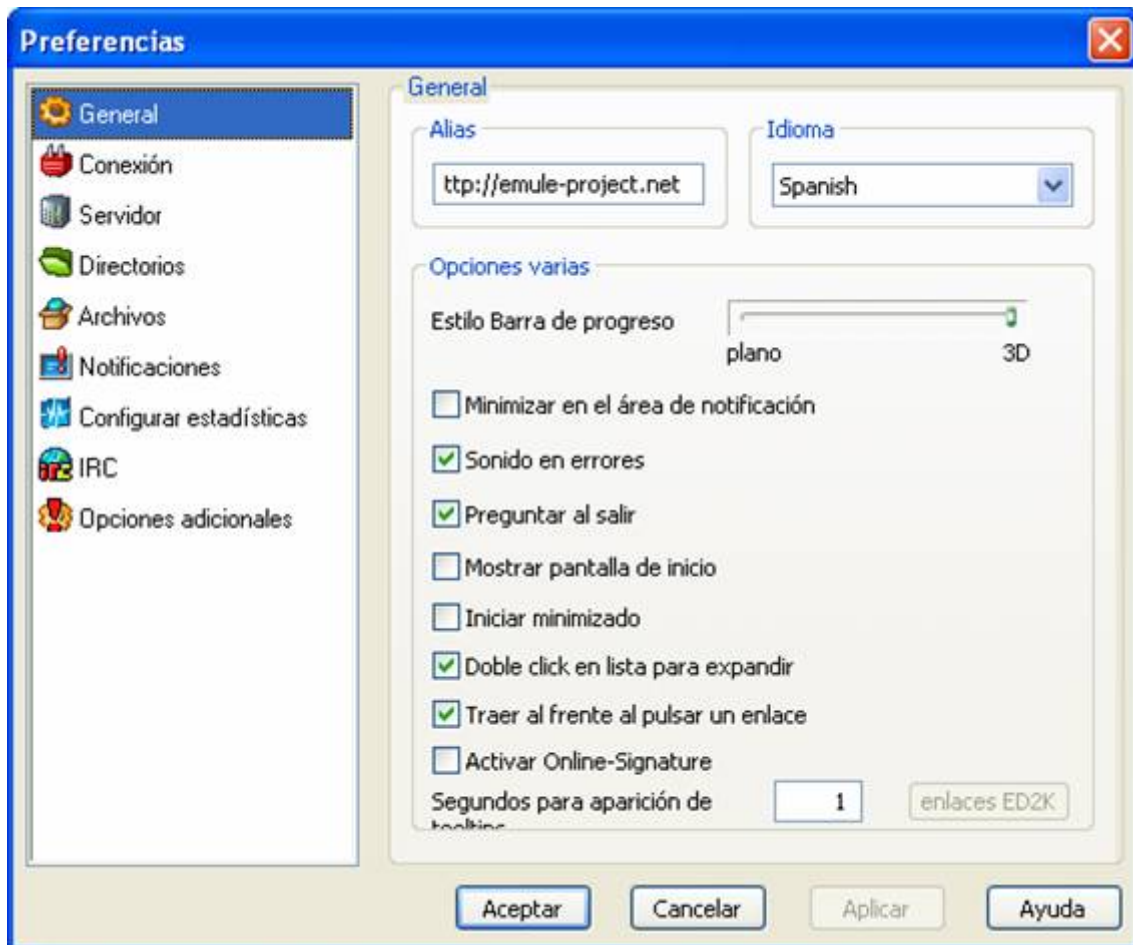 Preferencias
General
Conexión
Servidor
Directorios
Archivos
Notificaciones
Configurar estadísticas
IRC
Opciones adicionales
General
Alias
ttp://emule-project.net
Idioma
Spanish
Opciones varias
Estilo Barra de progreso
plano 3D
Minimizar en el área de notificación
Sonido en errores
Preguntar al salir
Mostrar pantalla de inicio
Iniciar minimizado
Doble click en lista para expandir
Traer al frente al pulsar un enlace
Activar Online-Signature
Segundos para aparición de
tooltips
1
enlaces ED2K
Aceptar Cancelar Aplicar Ayuda